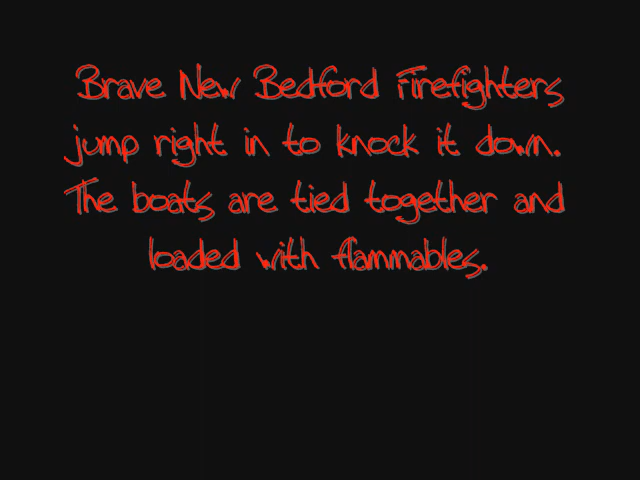 Brave New Bedford Firefighters
jump right in to knock it down.
The boats are tied together and
loaded with flammables.